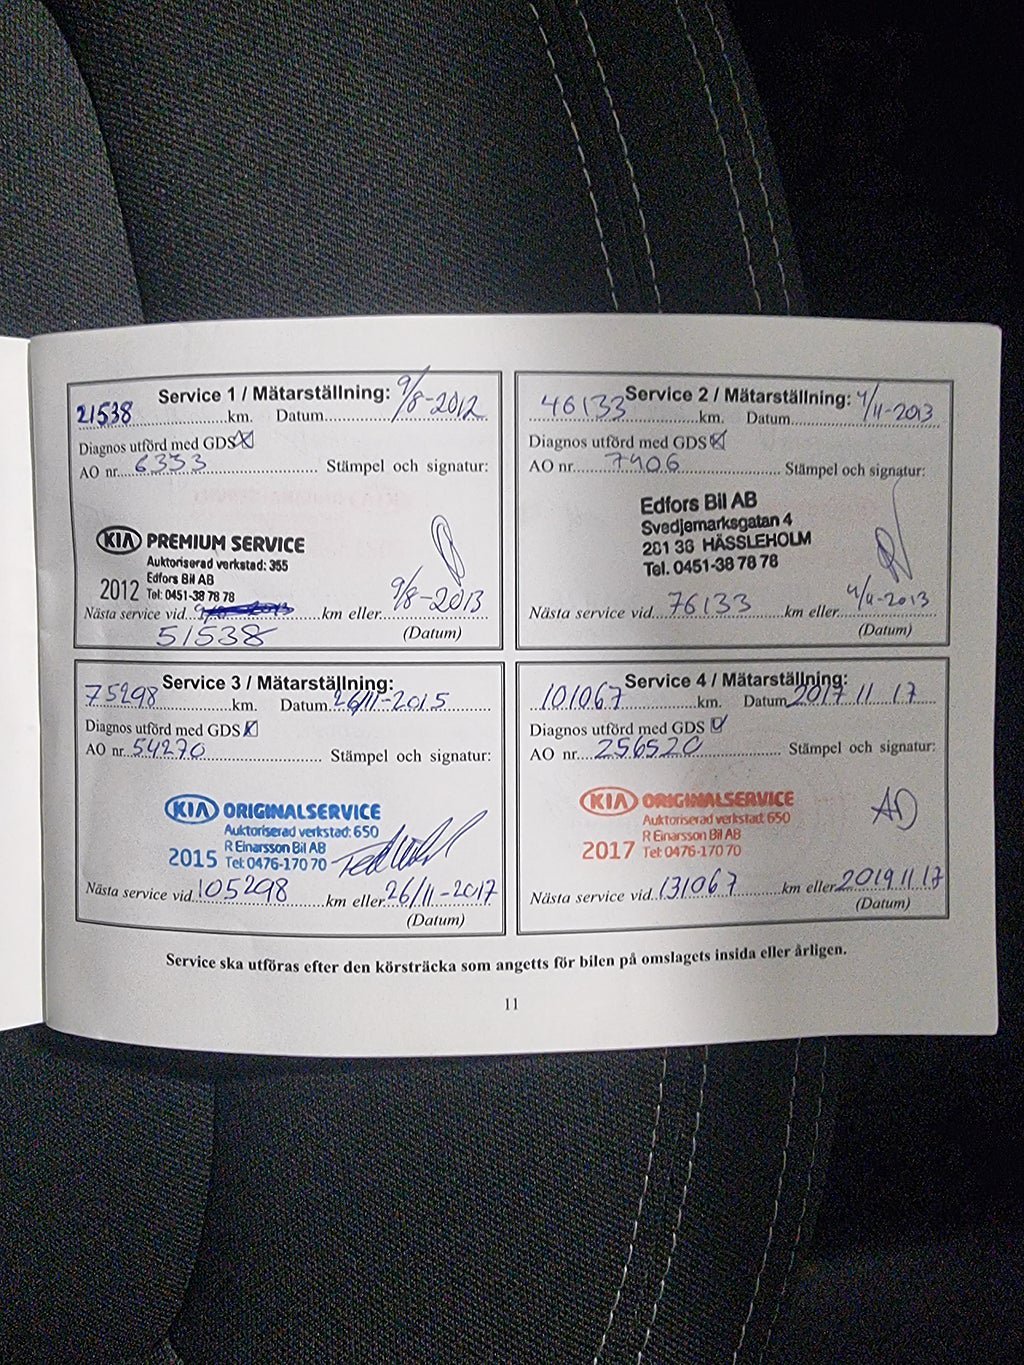 Service 1 / Mätarställning: 9/8-2012
21538 km. Datum
Diagnos utförd med GDS
AO nr. 6333 Stämpel och signatur:
KIA PREMIUM SERVICE
Auktoriserad verkstad: 355
Edfors Bil AB
2012 Tel: 0451-38 78 78
Nästa service vid km eller 9/8-2013
51538 (Datum)
Service 2 / Mätarställning: 4/11-2013
46133 km. Datum
Diagnos utförd med GDS
AO nr. 7406 Stämpel och signatur:
Edfors Bil AB
Svedjemarksgatan 4
281 36 HÄSSLEHOLM
Tel. 0451-38 78 78
Nästa service vid 76133 km eller 4/11-2013
(Datum)
Service 3 / Mätarställning:
75298 km. Datum 26/11-2015
Diagnos utförd med GDS
AO nr. 54270 Stämpel och signatur:
KIA ORIGINALSERVICE
Auktoriserad verkstad: 650
R Einarsson Bil AB
2015 Tel: 0476-170 70
Nästa service vid 105298 km eller 26/11-2017
(Datum)
Service 4 / Mätarställning:
101067 km. Datum 2017 11 17
Diagnos utförd med GDS
AO nr. 256520 Stämpel och signatur:
KIA ORIGINALSERVICE
Auktoriserad verkstad: 650
R Einarsson Bil AB
2017 Tel: 0476-170 70
AD
Nästa service vid 131067 km eller 2019 11 17
(Datum)
Service ska utföras efter den körsträcka som angetts för bilen på omslagets insida eller årligen.
11